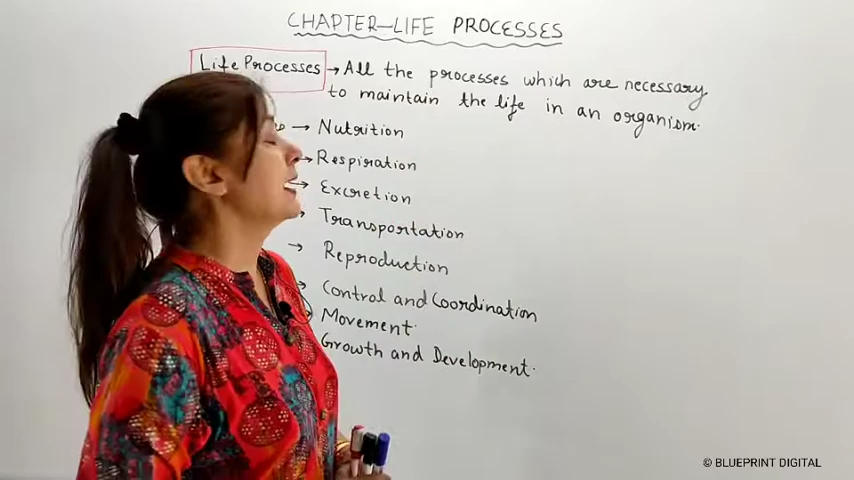 CHAPTER-LIFE PROCESSES
Life Processes → All the processes which are necessary
to maintain the life in an organism.
→ Nutrition
→ Respiration
→ Excretion
Transportation
→ Reproduction
Control and Coordination
Movement
Growth and Development.
© BLUEPRINT DIGITAL